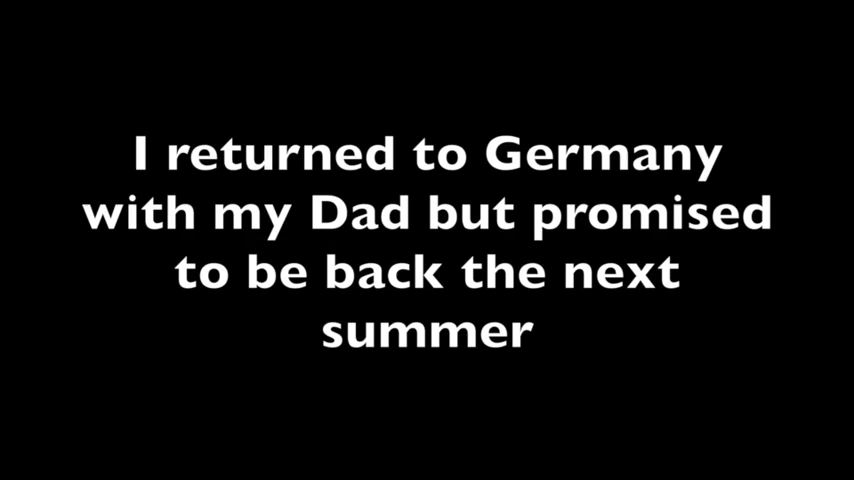 I returned to Germany
with my Dad but promised
to be back the next
summer